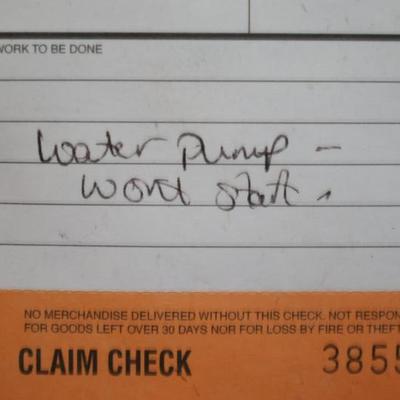 WORK TO BE DONE
Water Pump –
Wont start.
NO MERCHANDISE DELIVERED WITHOUT THIS CHECK. NOT RESPON
FOR GOODS LEFT OVER 30 DAYS NOR FOR LOSS BY FIRE OR THEFT
CLAIM CHECK 3855